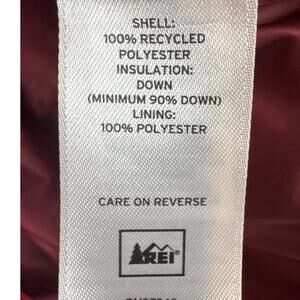 SHELL:
100% RECYCLED
POLYESTER
INSULATION:
DOWN
(MINIMUM 90% DOWN)
LINING:
100% POLYESTER
CARE ON REVERSE
REI®